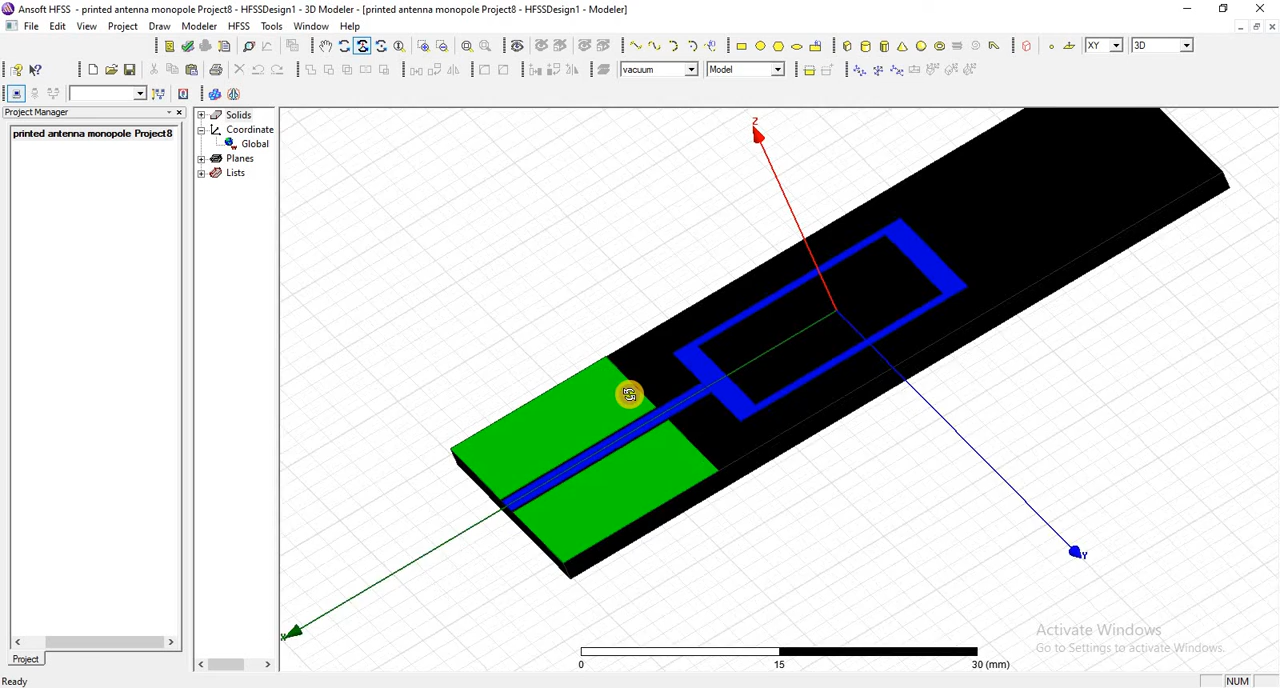 Ansoft HFSS - printed antenna monopole Project8 - HFSSDesign1 - 3D Modeler - [printed antenna monopole Project8 - HFSSDesign1 - Modeler]
File Edit View Project Draw Modeler HFSS Tools Window Help
XY 3D
vacuum Model
Project Manager
printed antenna monopole Project8
Solids
Coordinate
Global
Planes
Lists
Z
Y
X
0 15 30 (mm)
Activate Windows
Go to Settings to activate Windows.
Project
Ready NUM